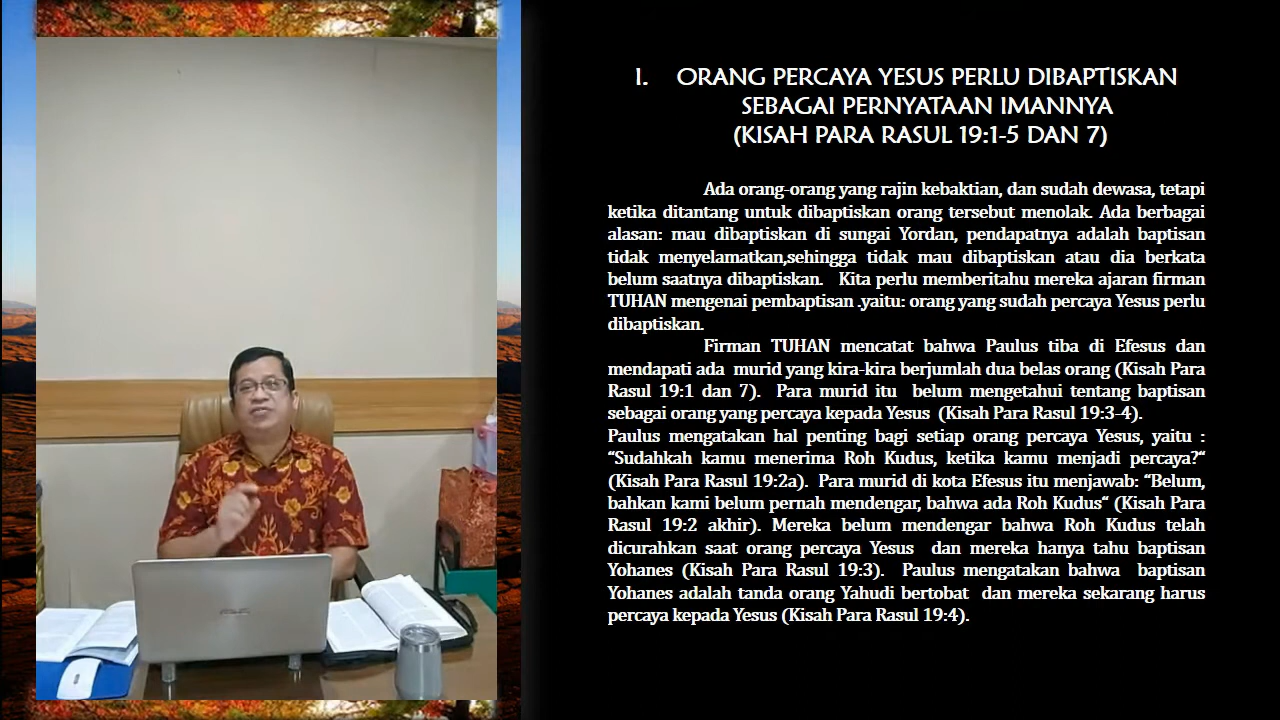 I. ORANG PERCAYA YESUS PERLU DIBAPTISKAN
SEBAGAI PERNYATAAN IMANNYA
(KISAH PARA RASUL 19:1-5 DAN 7)
Ada orang-orang yang rajin kebaktian, dan sudah dewasa, tetapi
ketika ditantang untuk dibaptiskan orang tersebut menolak. Ada berbagai
alasan: mau dibaptiskan di sungai Yordan, pendapatnya adalah baptisan
tidak menyelamatkan,sehingga tidak mau dibaptiskan atau dia berkata
belum saatnya dibaptiskan. Kita perlu memberitahu mereka ajaran firman
TUHAN mengenai pembaptisan .yaitu: orang yang sudah percaya Yesus perlu
dibaptiskan.
Firman TUHAN mencatat bahwa Paulus tiba di Efesus dan
mendapati ada murid yang kira-kira berjumlah dua belas orang (Kisah Para
Rasul 19:1 dan 7). Para murid itu belum mengetahui tentang baptisan
sebagai orang yang percaya kepada Yesus (Kisah Para Rasul 19:3-4).
Paulus mengatakan hal penting bagi setiap orang percaya Yesus, yaitu :
“Sudahkah kamu menerima Roh Kudus, ketika kamu menjadi percaya?“
(Kisah Para Rasul 19:2a). Para murid di kota Efesus itu menjawab: “Belum,
bahkan kami belum pernah mendengar, bahwa ada Roh Kudus“ (Kisah Para
Rasul 19:2 akhir). Mereka belum mendengar bahwa Roh Kudus telah
dicurahkan saat orang percaya Yesus dan mereka hanya tahu baptisan
Yohanes (Kisah Para Rasul 19:3). Paulus mengatakan bahwa baptisan
Yohanes adalah tanda orang Yahudi bertobat dan mereka sekarang harus
percaya kepada Yesus (Kisah Para Rasul 19:4).
ASUS